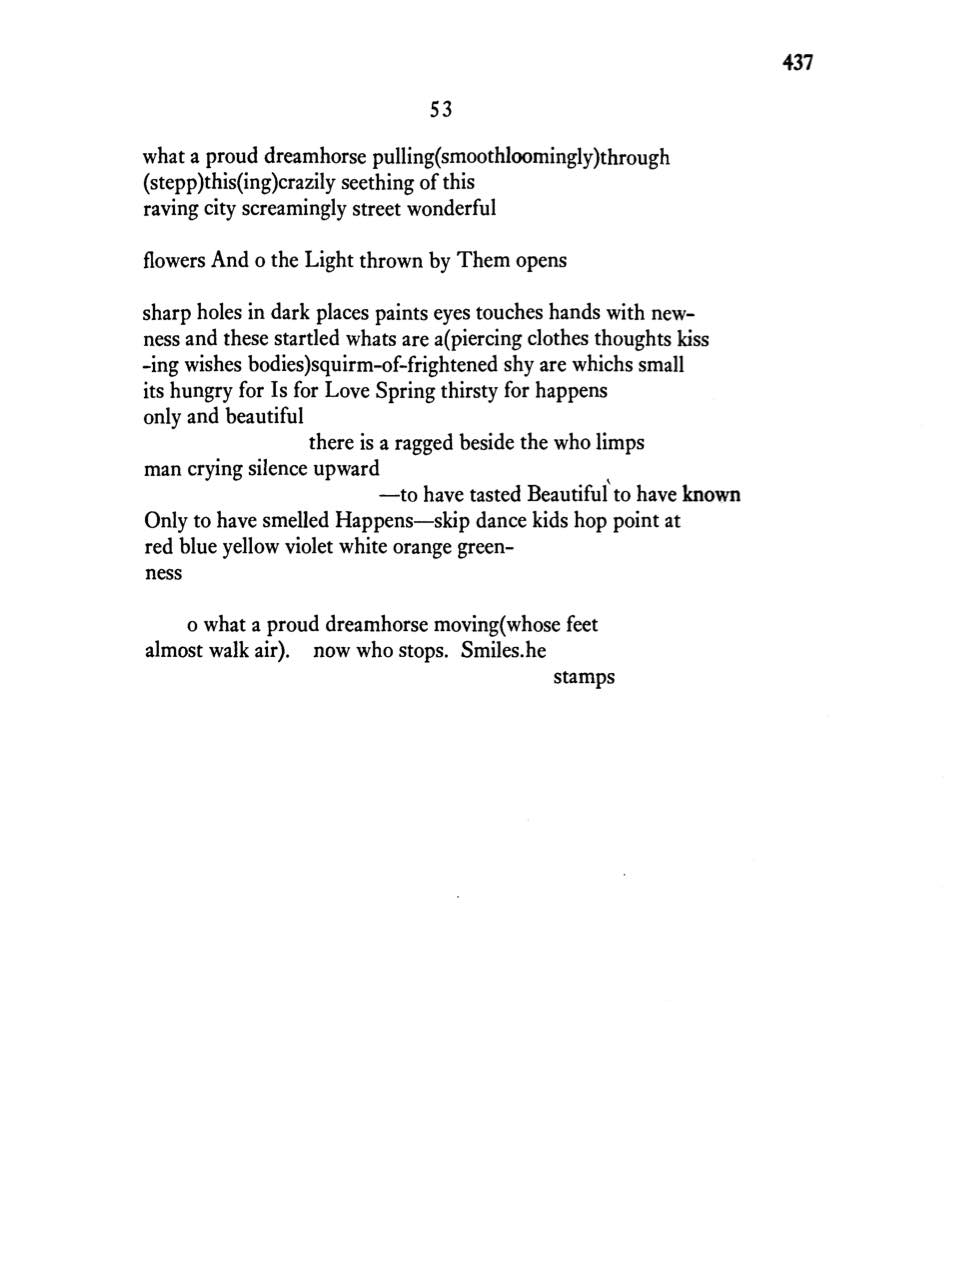 437
53
what a proud dreamhorse pulling(smoothloomingly)through
(stepp)this(ing)crazily seething of this
raving city screamingly street wonderful
flowers And o the Light thrown by Them opens
sharp holes in dark places paints eyes touches hands with new-
ness and these startled whats are a(piercing clothes thoughts kiss
-ing wishes bodies)squirm-of-frightened shy are whichs small
its hungry for Is for Love Spring thirsty for happens
only and beautiful
there is a ragged beside the who limps
man crying silence upward
—to have tasted Beautiful to have known
Only to have smelled Happens—skip dance kids hop point at
red blue yellow violet white orange green-
ness
o what a proud dreamhorse moving(whose feet
almost walk air). now who stops. Smiles.he
stamps